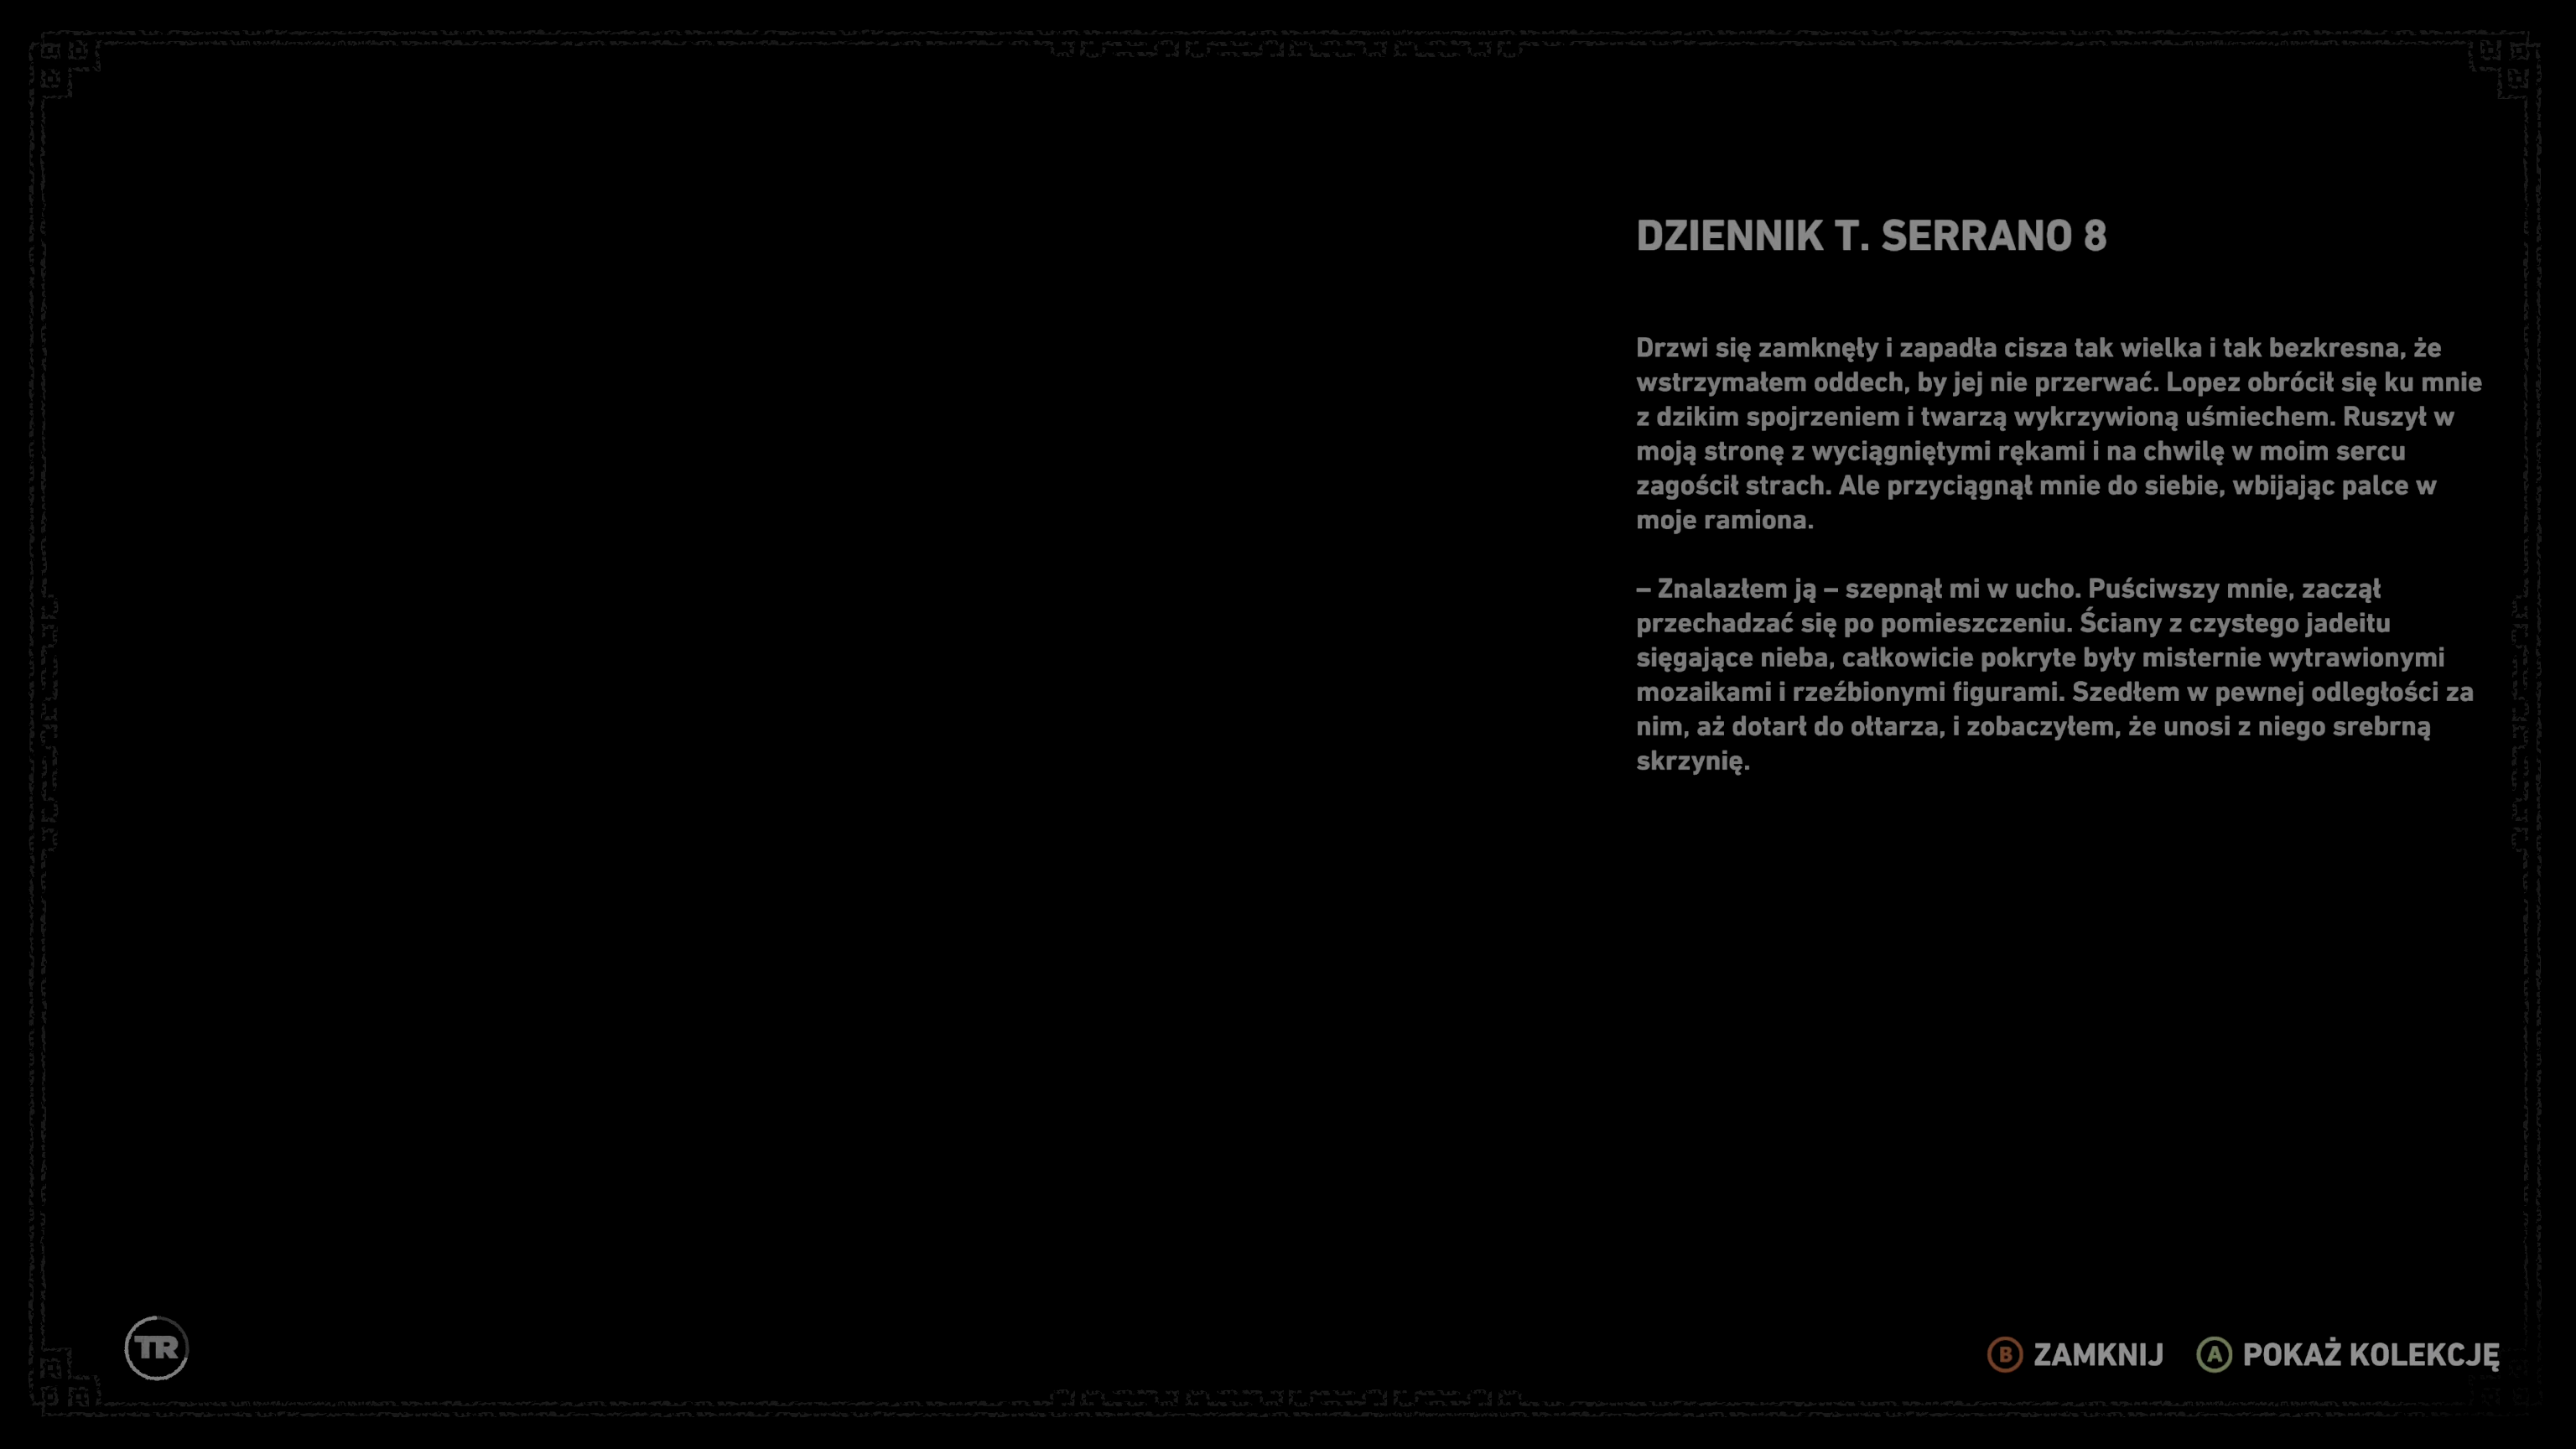 DZIENNIK T. SERRANO 8
Drzwi się zamknęły i zapadła cisza tak wielka i tak bezkresna, że
wstrzymałem oddech, by jej nie przerwać. Lopez obrócił się ku mnie
z dzikim spojrzeniem i twarzą wykrzywioną uśmiechem. Ruszył w
moją stronę z wyciągniętymi rękami i na chwilę w moim sercu
zagościł strach. Ale przyciągnął mnie do siebie, wbijając palce w
moje ramiona.
– Znalazłem ją – szepnął mi w ucho. Puściwszy mnie, zaczął
przechadzać się po pomieszczeniu. Ściany z czystego jadeitu
sięgające nieba, całkowicie pokryte były misternie wytrawionymi
mozaikami i rzeźbionymi figurami. Szedłem w pewnej odległości za
nim, aż dotarł do ołtarza, i zobaczyłem, że unosi z niego srebrną
skrzynię.
TR
B ZAMKNIJ A POKAŻ KOLEKCJĘ